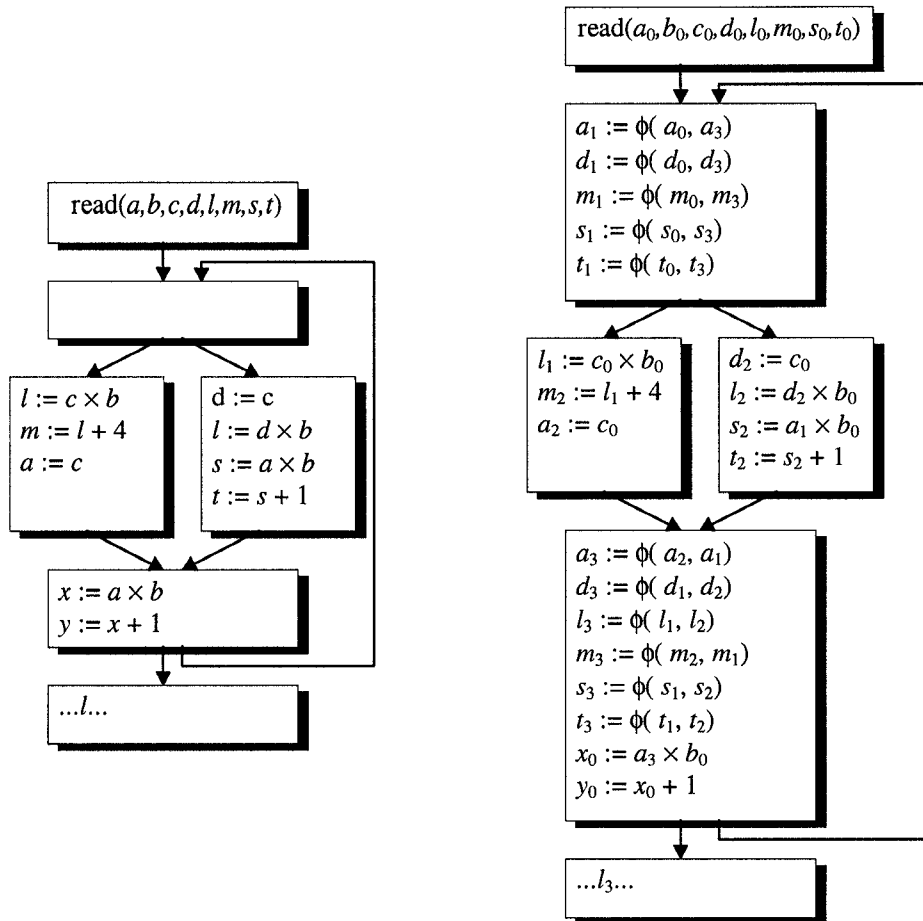 read(a,b,c,d,l,m,s,t)
l := c × b
m := l + 4
a := c
d := c
l := d × b
s := a × b
t := s + 1
x := a × b
y := x + 1
...l...
read(a₀,b₀,c₀,d₀,l₀,m₀,s₀,t₀)
a₁ := ϕ( a₀, a₃)
d₁ := ϕ( d₀, d₃)
m₁ := ϕ( m₀, m₃)
s₁ := ϕ( s₀, s₃)
t₁ := ϕ( t₀, t₃)
l₁ := c₀ × b₀
m₂ := l₁ + 4
a₂ := c₀
d₂ := c₀
l₂ := d₂ × b₀
s₂ := a₁ × b₀
t₂ := s₂ + 1
a₃ := ϕ( a₂, a₁)
d₃ := ϕ( d₁, d₂)
l₃ := ϕ( l₁, l₂)
m₃ := ϕ( m₂, m₁)
s₃ := ϕ( s₁, s₂)
t₃ := ϕ( t₁, t₂)
x₀ := a₃ × b₀
y₀ := x₀ + 1
...l₃...